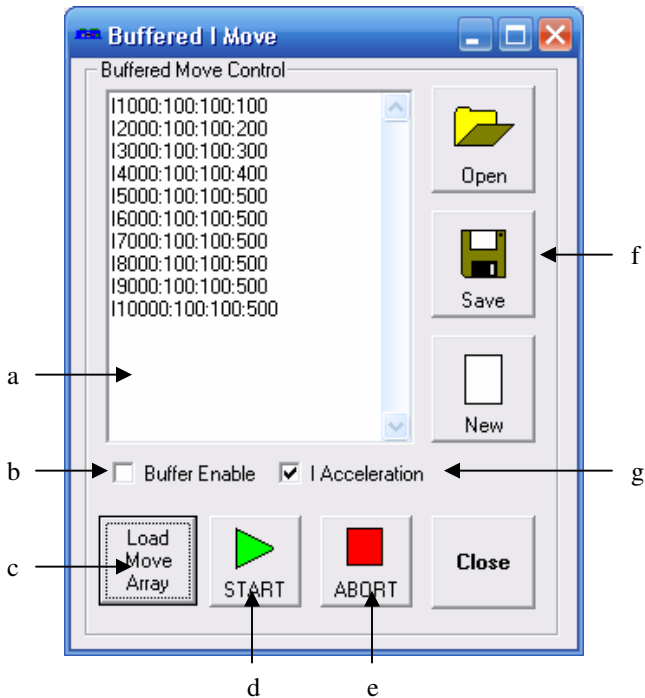 Buffered I Move
Buffered Move Control
I1000:100:100:100
I2000:100:100:200
I3000:100:100:300
I4000:100:100:400
I5000:100:100:500
I6000:100:100:500
I7000:100:100:500
I8000:100:100:500
I9000:100:100:500
I10000:100:100:500
Open
Save
New
f
a
b
Buffer Enable
I Acceleration
g
c
Load
Move
Array
START
ABORT
Close
d
e